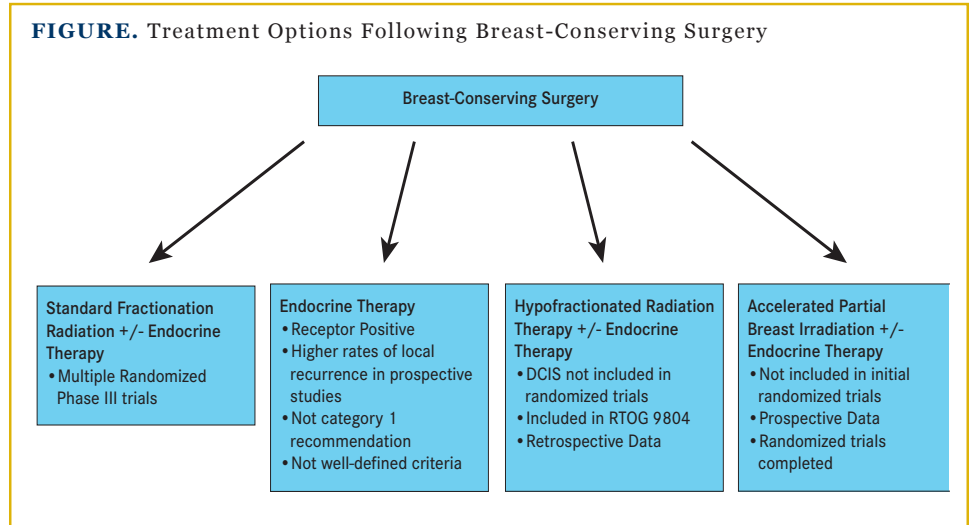 FIGURE. Treatment Options Following Breast-Conserving Surgery
Breast-Conserving Surgery
Standard Fractionation
Radiation +/- Endocrine
Therapy
• Multiple Randomized
Phase III trials
Endocrine Therapy
• Receptor Positive
• Higher rates of local
recurrence in prospective
studies
• Not category 1
recommendation
• Not well-defined criteria
Hypofractionated Radiation
Therapy +/- Endocrine
Therapy
• DCIS not included in
randomized trials
• Included in RTOG 9804
• Retrospective Data
Accelerated Partial
Breast Irradiation +/-
Endocrine Therapy
• Not included in initial
randomized trials
• Prospective Data
• Randomized trials
completed